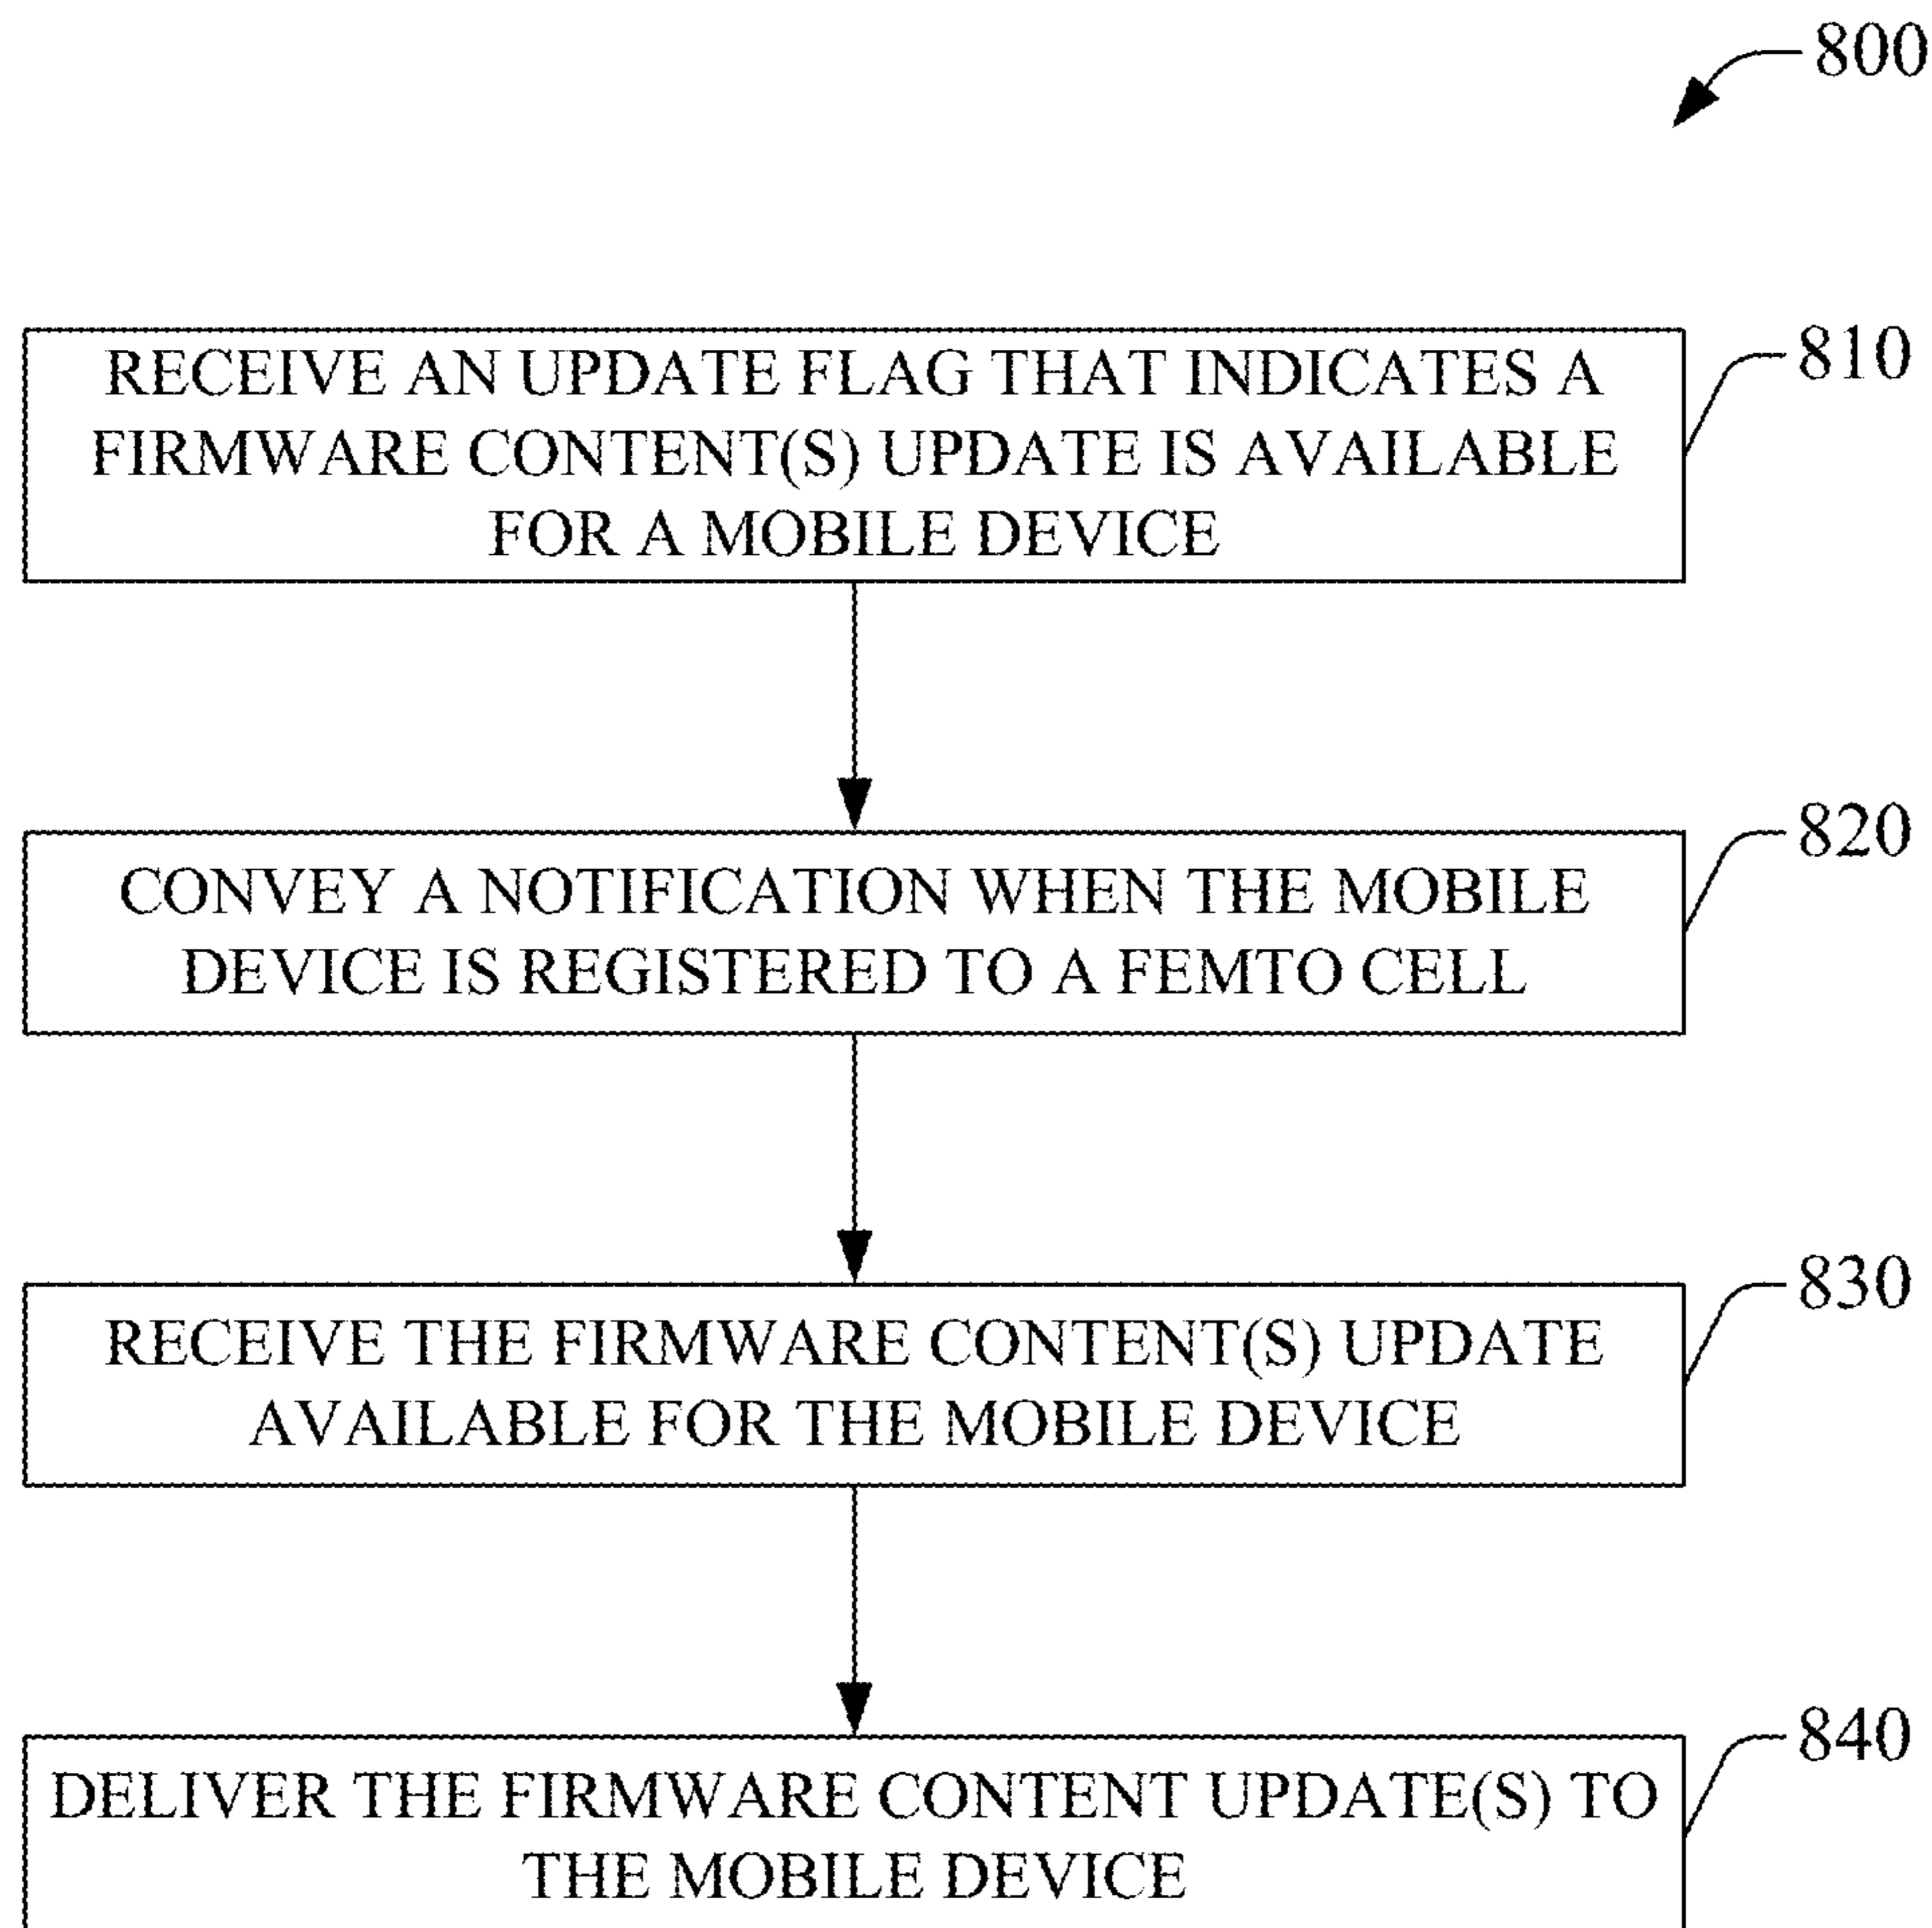 800
RECEIVE AN UPDATE FLAG THAT INDICATES A
FIRMWARE CONTENT(S) UPDATE IS AVAILABLE
FOR A MOBILE DEVICE
810
CONVEY A NOTIFICATION WHEN THE MOBILE
DEVICE IS REGISTERED TO A FEMTO CELL
820
RECEIVE THE FIRMWARE CONTENT(S) UPDATE
AVAILABLE FOR THE MOBILE DEVICE
830
DELIVER THE FIRMWARE CONTENT UPDATE(S) TO
THE MOBILE DEVICE
840